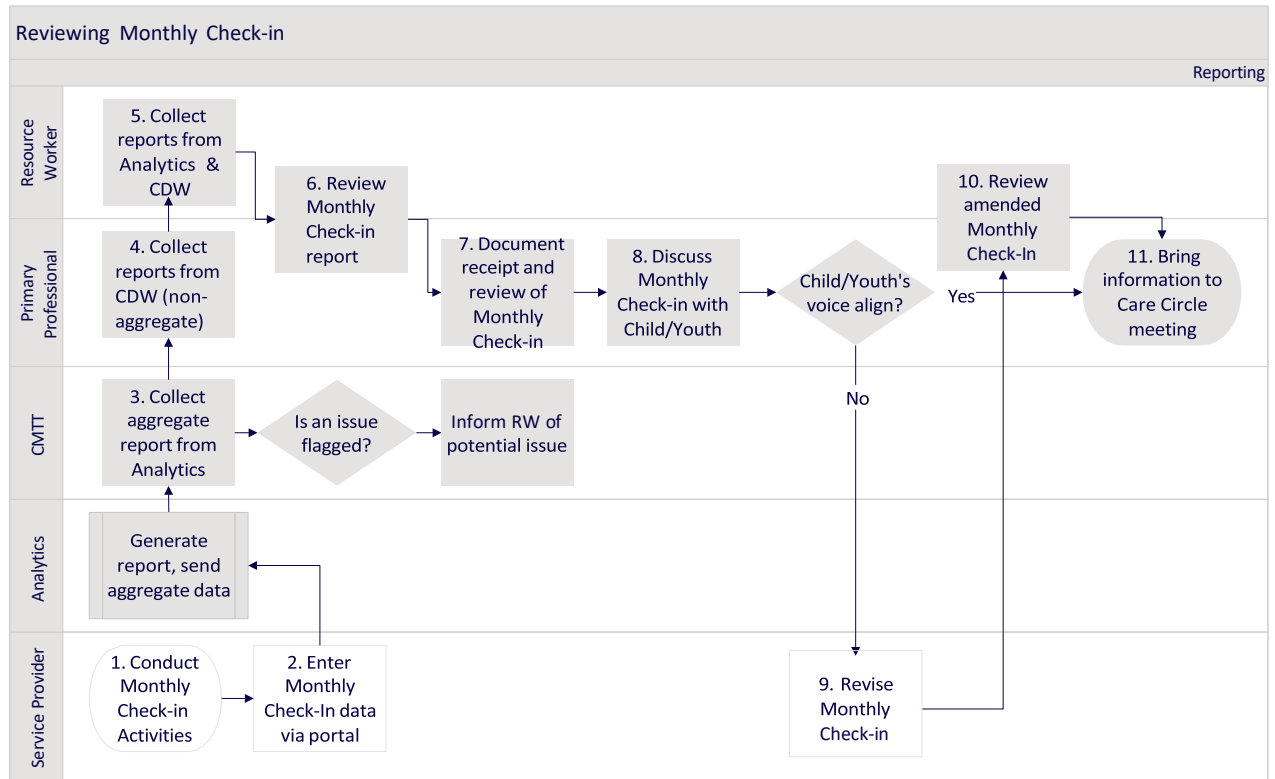 Reviewing Monthly Check-in
Reporting
Resource
Worker
5. Collect
reports from
Analytics &
CDW
6. Review
Monthly
Check-in
report
10. Review
amended
Monthly
Check-In
Primary
Professional
4. Collect
reports from
CDW (non-
aggregate)
7. Document
receipt and
review of
Monthly
Check-in
8. Discuss
Monthly
Check-in with
Child/Youth
Child/Youth's
voice align?
Yes
11. Bring
information to
Care Circle
meeting
No
CMTT
3. Collect
aggregate
report from
Analytics
Is an issue
flagged?
Inform RW of
potential issue
Analytics
Generate
report, send
aggregate data
Service Provider
1. Conduct
Monthly
Check-in
Activities
2. Enter
Monthly
Check-In data
via portal
9. Revise
Monthly
Check-in